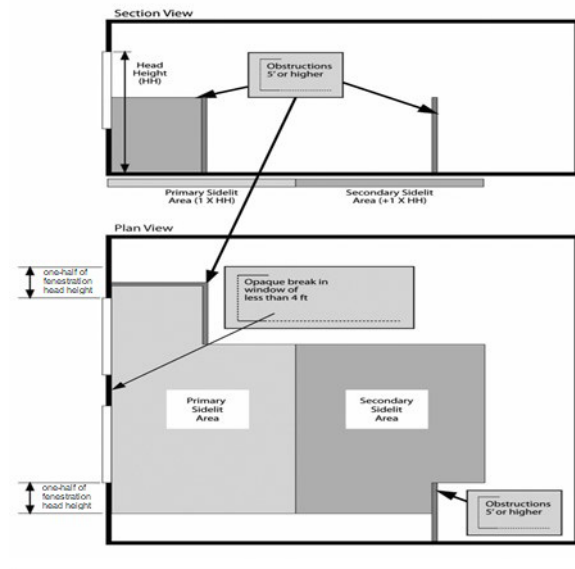 Section View
Head
Height
(HH)
Obstructions
5' or higher
Primary Sidelit
Area (1 X HH)
Secondary Sidelit
Area (+1 X HH)
Plan View
one-half of
fenestration
head height
Opaque break in
window of
less than 4 ft
Primary
Sidelit
Area
Secondary
Sidelit
Area
one-half of
fenestration
head height
Obstructions
5' or higher